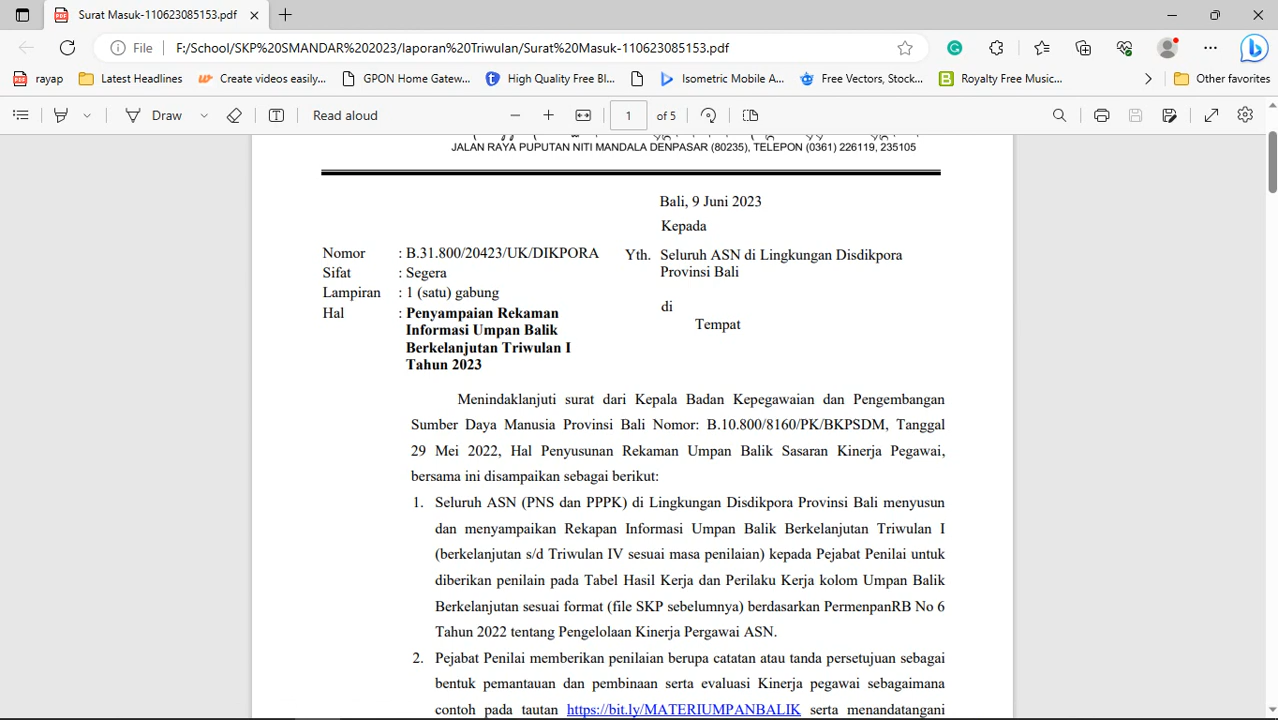 Surat Masuk-110623085153.pdf
File F:/School/SKP%20SMANDAR%202023/laporan%20Triwulan/Surat%20Masuk-110623085153.pdf
rayap Latest Headlines Create videos easily... GPON Home Gatew... High Quality Free Bl... Isometric Mobile A... Free Vectors, Stock... Royalty Free Music... Other favorites
Draw Read aloud 1 of 5
JALAN RAYA PUPUTAN NITI MANDALA DENPASAR (80235), TELEPON (0361) 226119, 235105
Bali, 9 Juni 2023
Kepada
Nomor : B.31.800/20423/UK/DIKPORA
Sifat : Segera
Lampiran : 1 (satu) gabung
Hal : Penyampaian Rekaman
Informasi Umpan Balik
Berkelanjutan Triwulan I
Tahun 2023
Yth. Seluruh ASN di Lingkungan Disdikpora
Provinsi Bali
di
Tempat
Menindaklanjuti surat dari Kepala Badan Kepegawaian dan Pengembangan
Sumber Daya Manusia Provinsi Bali Nomor: B.10.800/8160/PK/BKPSDM, Tanggal
29 Mei 2022, Hal Penyusunan Rekaman Umpan Balik Sasaran Kinerja Pegawai,
bersama ini disampaikan sebagai berikut:
1. Seluruh ASN (PNS dan PPPK) di Lingkungan Disdikpora Provinsi Bali menyusun
dan menyampaikan Rekapan Informasi Umpan Balik Berkelanjutan Triwulan I
(berkelanjutan s/d Triwulan IV sesuai masa penilaian) kepada Pejabat Penilai untuk
diberikan penilain pada Tabel Hasil Kerja dan Perilaku Kerja kolom Umpan Balik
Berkelanjutan sesuai format (file SKP sebelumnya) berdasarkan PermenpanRB No 6
Tahun 2022 tentang Pengelolaan Kinerja Pergawai ASN.
2. Pejabat Penilai memberikan penilaian berupa catatan atau tanda persetujuan sebagai
bentuk pemantauan dan pembinaan serta evaluasi Kinerja pegawai sebagaimana
contoh pada tautan https://bit.ly/MATERIUMPANBALIK serta menandatangani